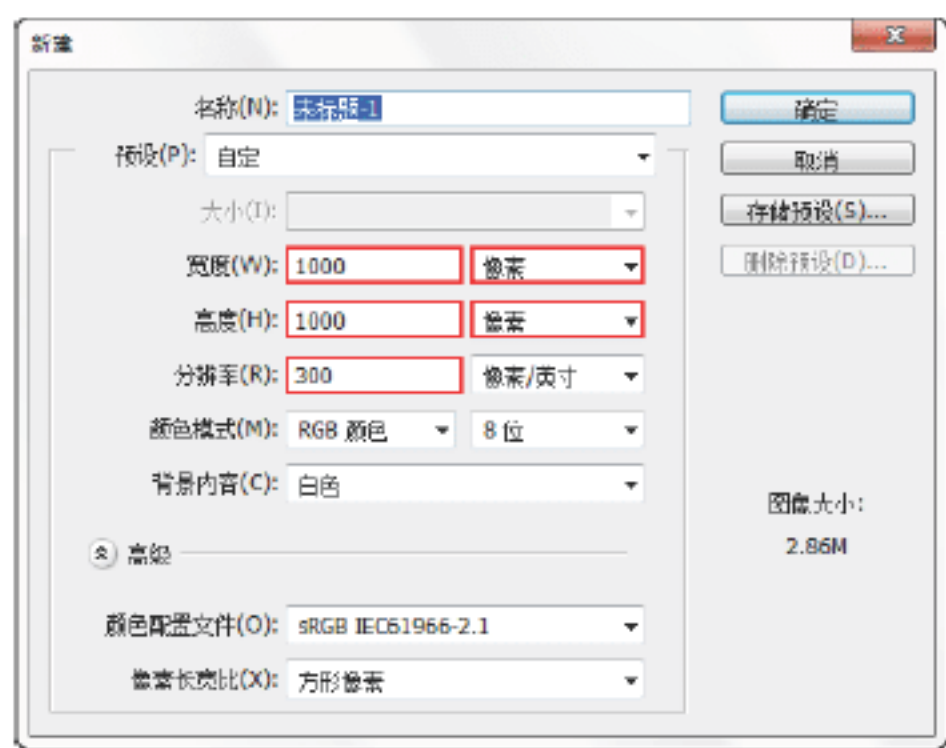 新建
名称(N): 未标题-1
确定
预设(P): 自定
取消
大小(I):
存储预设(S)...
宽度(W): 1000 像素
删除预设(D)...
高度(H): 1000 像素
分辨率(R): 300 像素/英寸
颜色模式(M): RGB 颜色 8 位
背景内容(C): 白色
图像大小:
2.86M
高级
颜色配置文件(O): sRGB IEC61966-2.1
像素长宽比(X): 方形像素